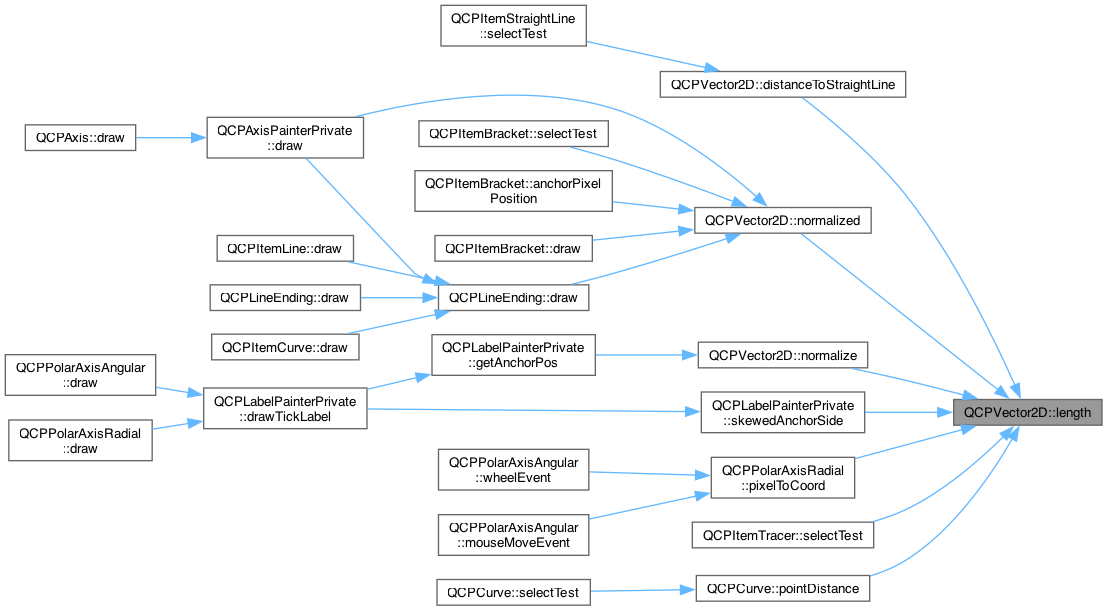 QCPItemStraightLine
::selectTest
QCPVector2D::distanceToStraightLine
QCPAxis::draw
QCPAxisPainterPrivate
::draw
QCPItemBracket::selectTest
QCPItemBracket::anchorPixel
Position
QCPVector2D::normalized
QCPItemLine::draw
QCPItemBracket::draw
QCPLineEnding::draw
QCPLineEnding::draw
QCPItemCurve::draw
QCPLabelPainterPrivate
::getAnchorPos
QCPVector2D::normalize
QCPPolarAxisAngular
::draw
QCPLabelPainterPrivate
::drawTickLabel
QCPLabelPainterPrivate
::skewedAnchorSide
QCPVector2D::length
QCPPolarAxisRadial
::draw
QCPPolarAxisAngular
::wheelEvent
QCPPolarAxisRadial
::pixelToCoord
QCPPolarAxisAngular
::mouseMoveEvent
QCPItemTracer::selectTest
QCPCurve::selectTest
QCPCurve::pointDistance